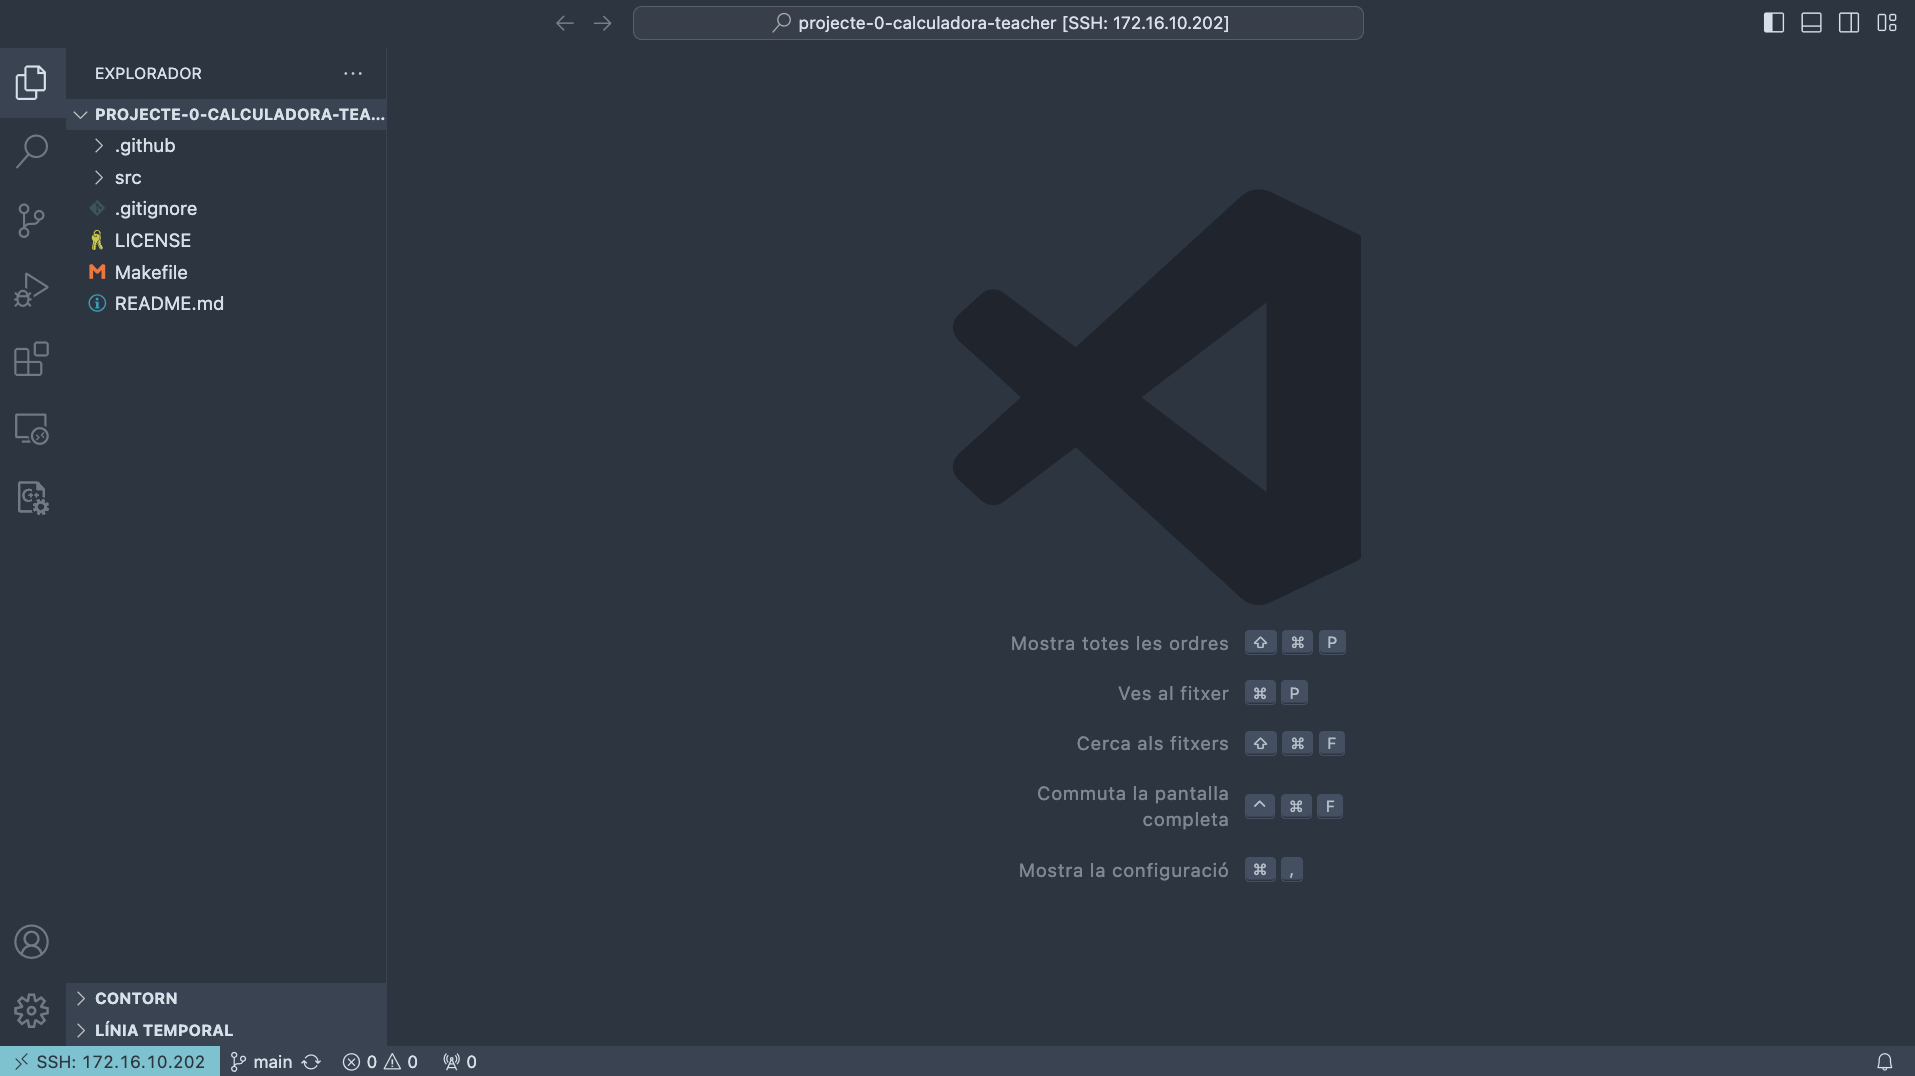 projecte-0-calculadora-teacher [SSH: 172.16.10.202]
EXPLORADOR
PROJECTE-0-CALCULADORA-TEA...
.github
src
.gitignore
LICENSE
Makefile
README.md
Mostra totes les ordres ⇧ ⌘ P
Ves al fitxer ⌘ P
Cerca als fitxers ⇧ ⌘ F
Commuta la pantalla
completa ^ ⌘ F
Mostra la configuració ⌘ ,
CONTORN
LÍNIA TEMPORAL
SSH: 172.16.10.202 main 0 0 0